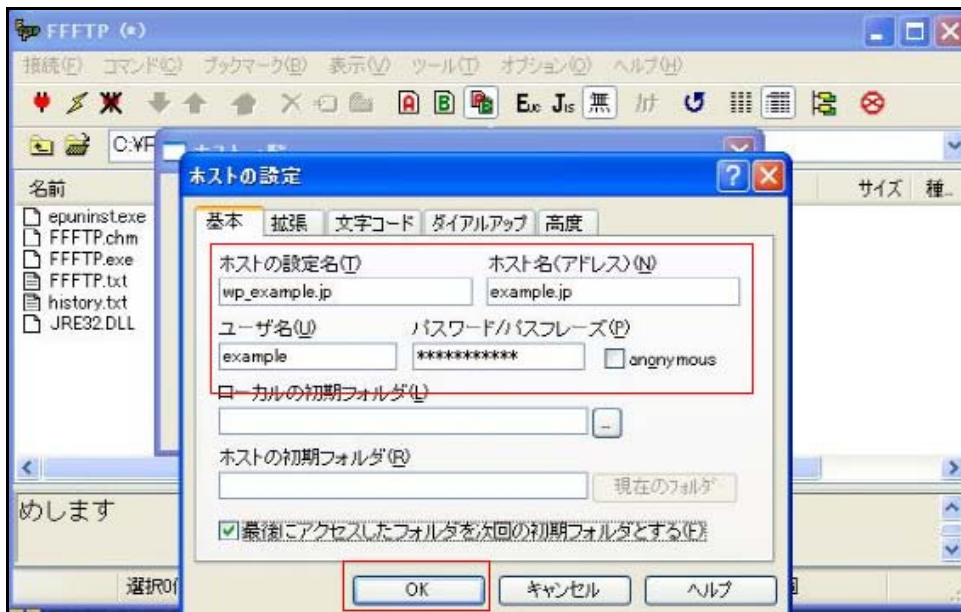 FFFTP (*)
接続(F) コマンド(C) ブックマーク(B) 表示(V) ツール(T) オプション(O) ヘルプ(H)
A B Euc JIS 無 カナ
C:¥F
名前 サイズ 種...
epuninst.exe
FFFTP.chm
FFFTP.exe
FFFTP.txt
history.txt
JRE32.DLL
ホストの設定
基本 拡張 文字コード ダイアルアップ 高度
ホストの設定名(T) ホスト名(アドレス)(N)
wp_example.jp example.jp
ユーザ名(U) パスワード/パスフレーズ(P)
example *********** anonymous
ローカルの初期フォルダ(L)
...
ホストの初期フォルダ(R)
現在のフォルダ
最後にアクセスしたフォルダを次回の初期フォルダとする(F)
OK キャンセル ヘルプ
めします
選択0